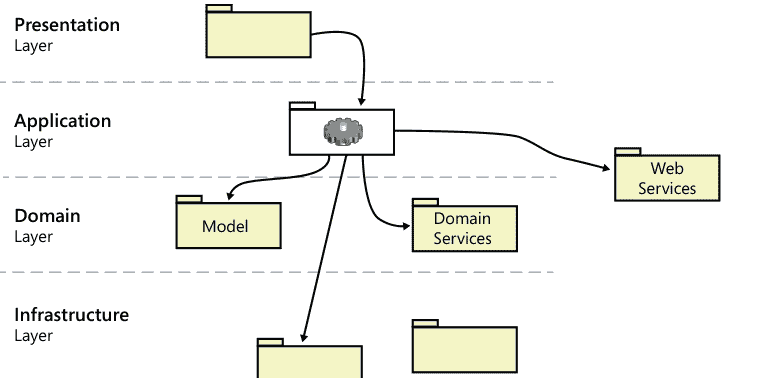 Presentation
Layer
Application
Layer
Web
Services
Domain
Layer
Model
Domain
Services
Infrastructure
Layer